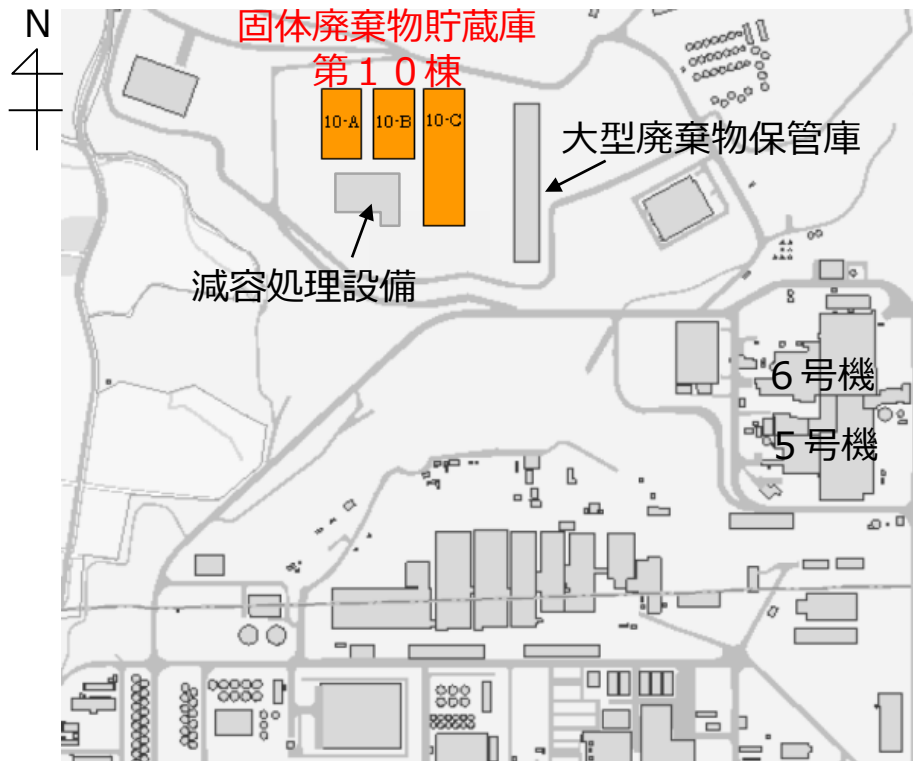 N
固体廃棄物貯蔵庫
第１０棟
10-A
10-B
10-C
大型廃棄物保管庫
減容処理設備
６号機
５号機